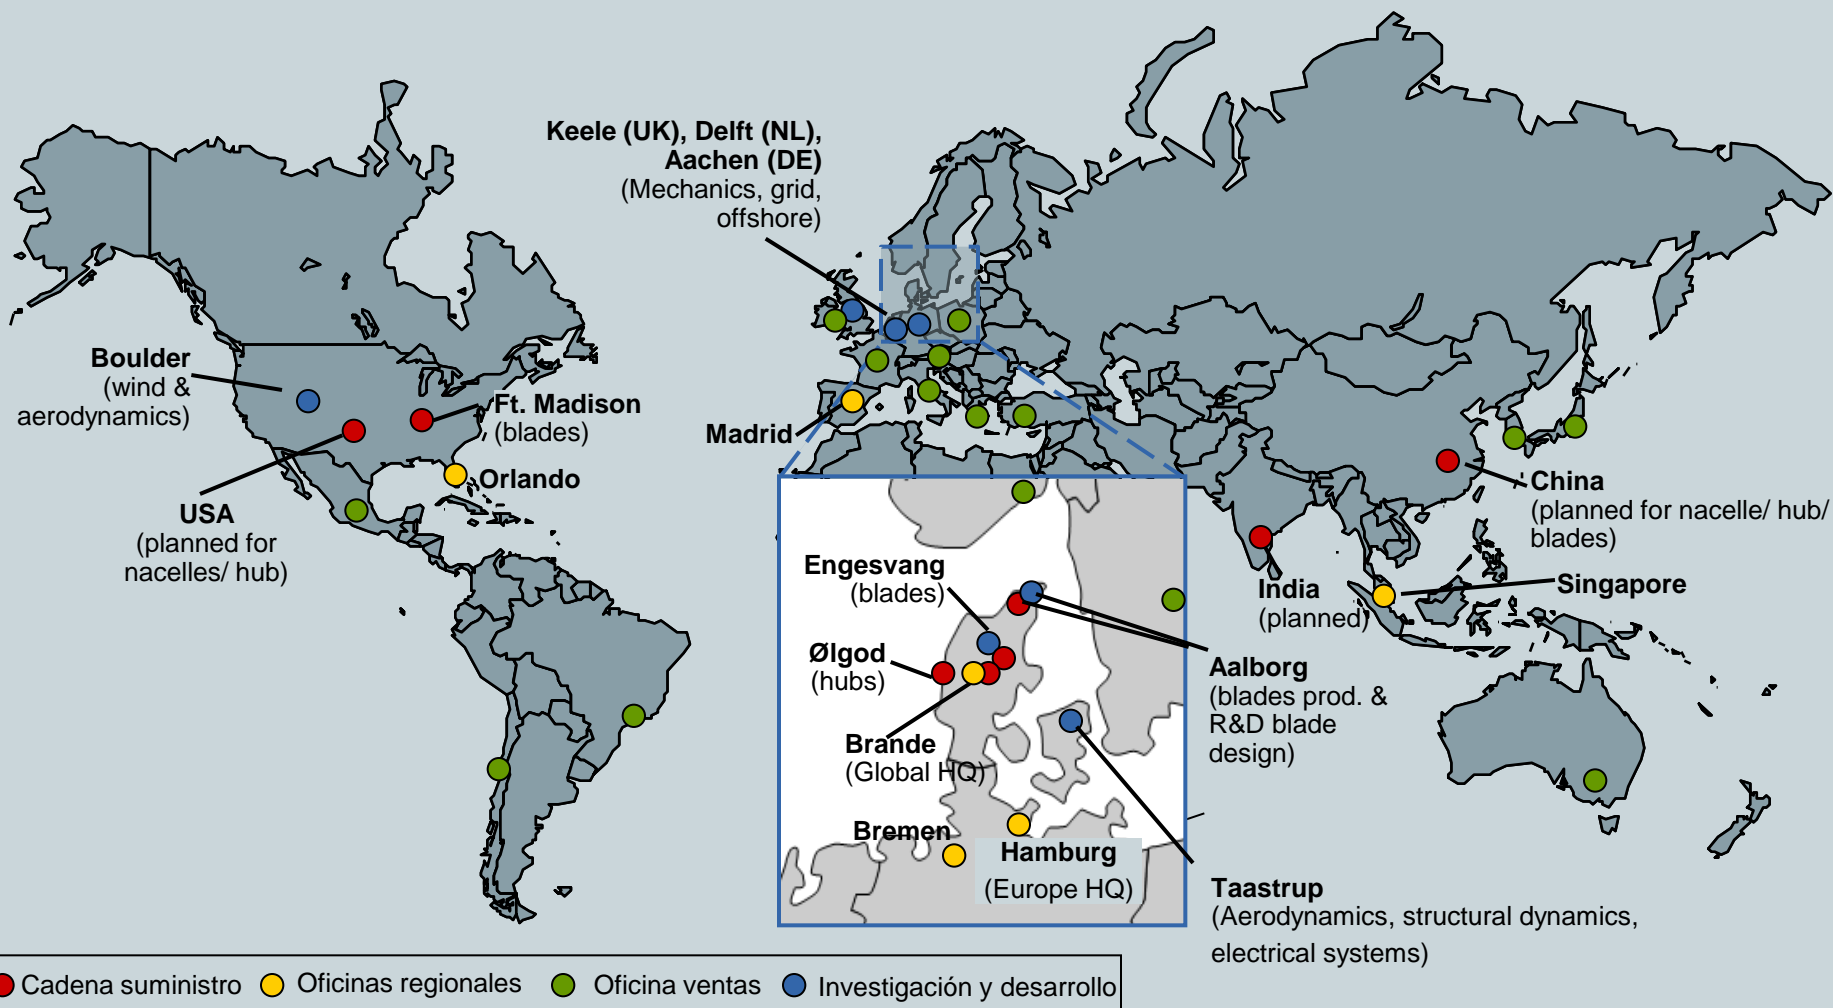 Keele (UK), Delft (NL),
Aachen (DE)
(Mechanics, grid,
offshore)
Boulder
(wind &
aerodynamics)
Ft. Madison
(blades)
Madrid
Orlando
USA
(planned for
nacelles/ hub)
China
(planned for nacelle/ hub/
blades)
India
(planned)
Singapore
Engesvang
(blades)
Ølgod
(hubs)
Aalborg
(blades prod. &
R&D blade
design)
Brande
(Global HQ)
Bremen
Hamburg
(Europe HQ)
Taastrup
(Aerodynamics, structural dynamics,
electrical systems)
Cadena suministro Oficinas regionales Oficina ventas Investigación y desarrollo